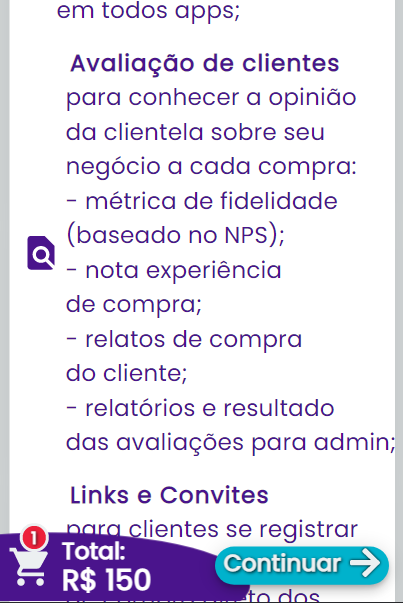 em todos apps;
Avaliação de clientes
para conhecer a opinião
da clientela sobre seu
negócio a cada compra:
- métrica de fidelidade
(baseado no NPS);
- nota experiência
de compra;
- relatos de compra
do cliente;
- relatórios e resultado
das avaliações para admin;
Links e Convites
para clientes se registrar
1
Total:
R$ 150
Continuar